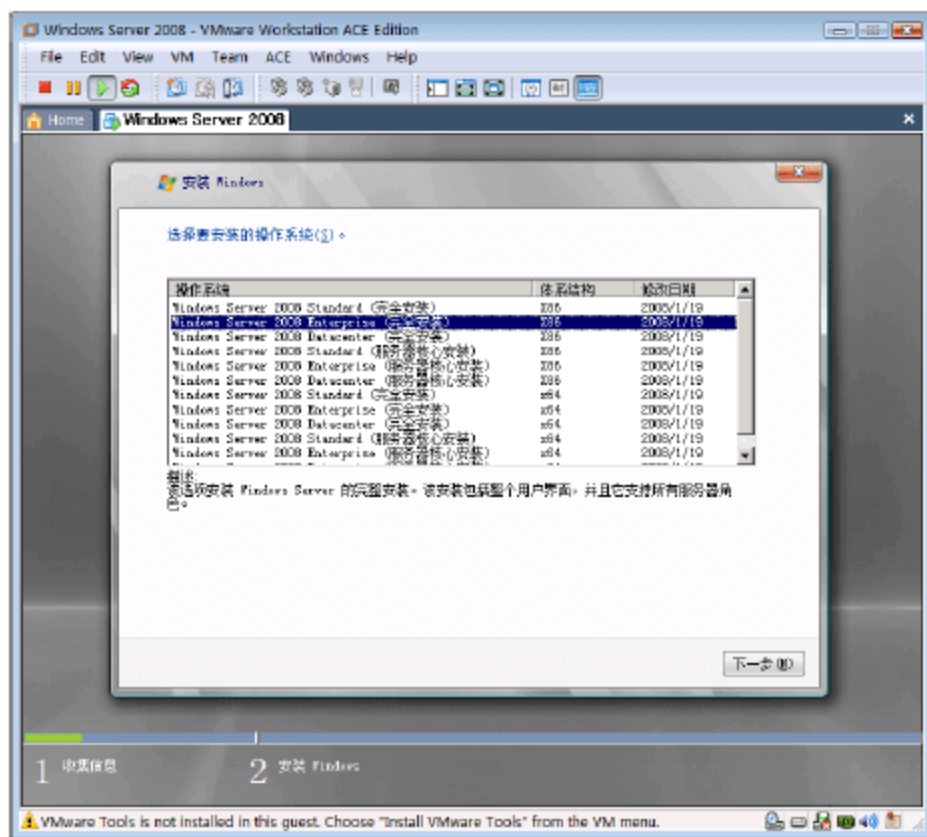 Windows Server 2008 - VMware Workstation ACE Edition
File Edit View VM Team ACE Windows Help
Home Windows Server 2008
安装 Windows
选择要安装的操作系统(S)。
操作系统 体系结构 修改日期
Windows Server 2008 Standard (完全安装) X86 2008/1/19
Windows Server 2008 Enterprise (完全安装) X86 2008/1/19
Windows Server 2008 Datacenter (完全安装) X86 2008/1/19
Windows Server 2008 Standard (服务器核心安装) X86 2008/1/19
Windows Server 2008 Enterprise (服务器核心安装) X86 2008/1/19
Windows Server 2008 Datacenter (服务器核心安装) X86 2008/1/19
Windows Server 2008 Standard (完全安装) x64 2008/1/19
Windows Server 2008 Enterprise (完全安装) x64 2008/1/19
Windows Server 2008 Datacenter (完全安装) x64 2008/1/19
Windows Server 2008 Standard (服务器核心安装) x64 2008/1/19
Windows Server 2008 Enterprise (服务器核心安装) x64 2008/1/19
描述:
该选项安装 Windows Server 的完整安装。该安装包括整个用户界面，并且它支持所有服务器角
色。
下一步(N)
1 收集信息 2 安装 Windows
VMware Tools is not installed in this guest. Choose "Install VMware Tools" from the VM menu.